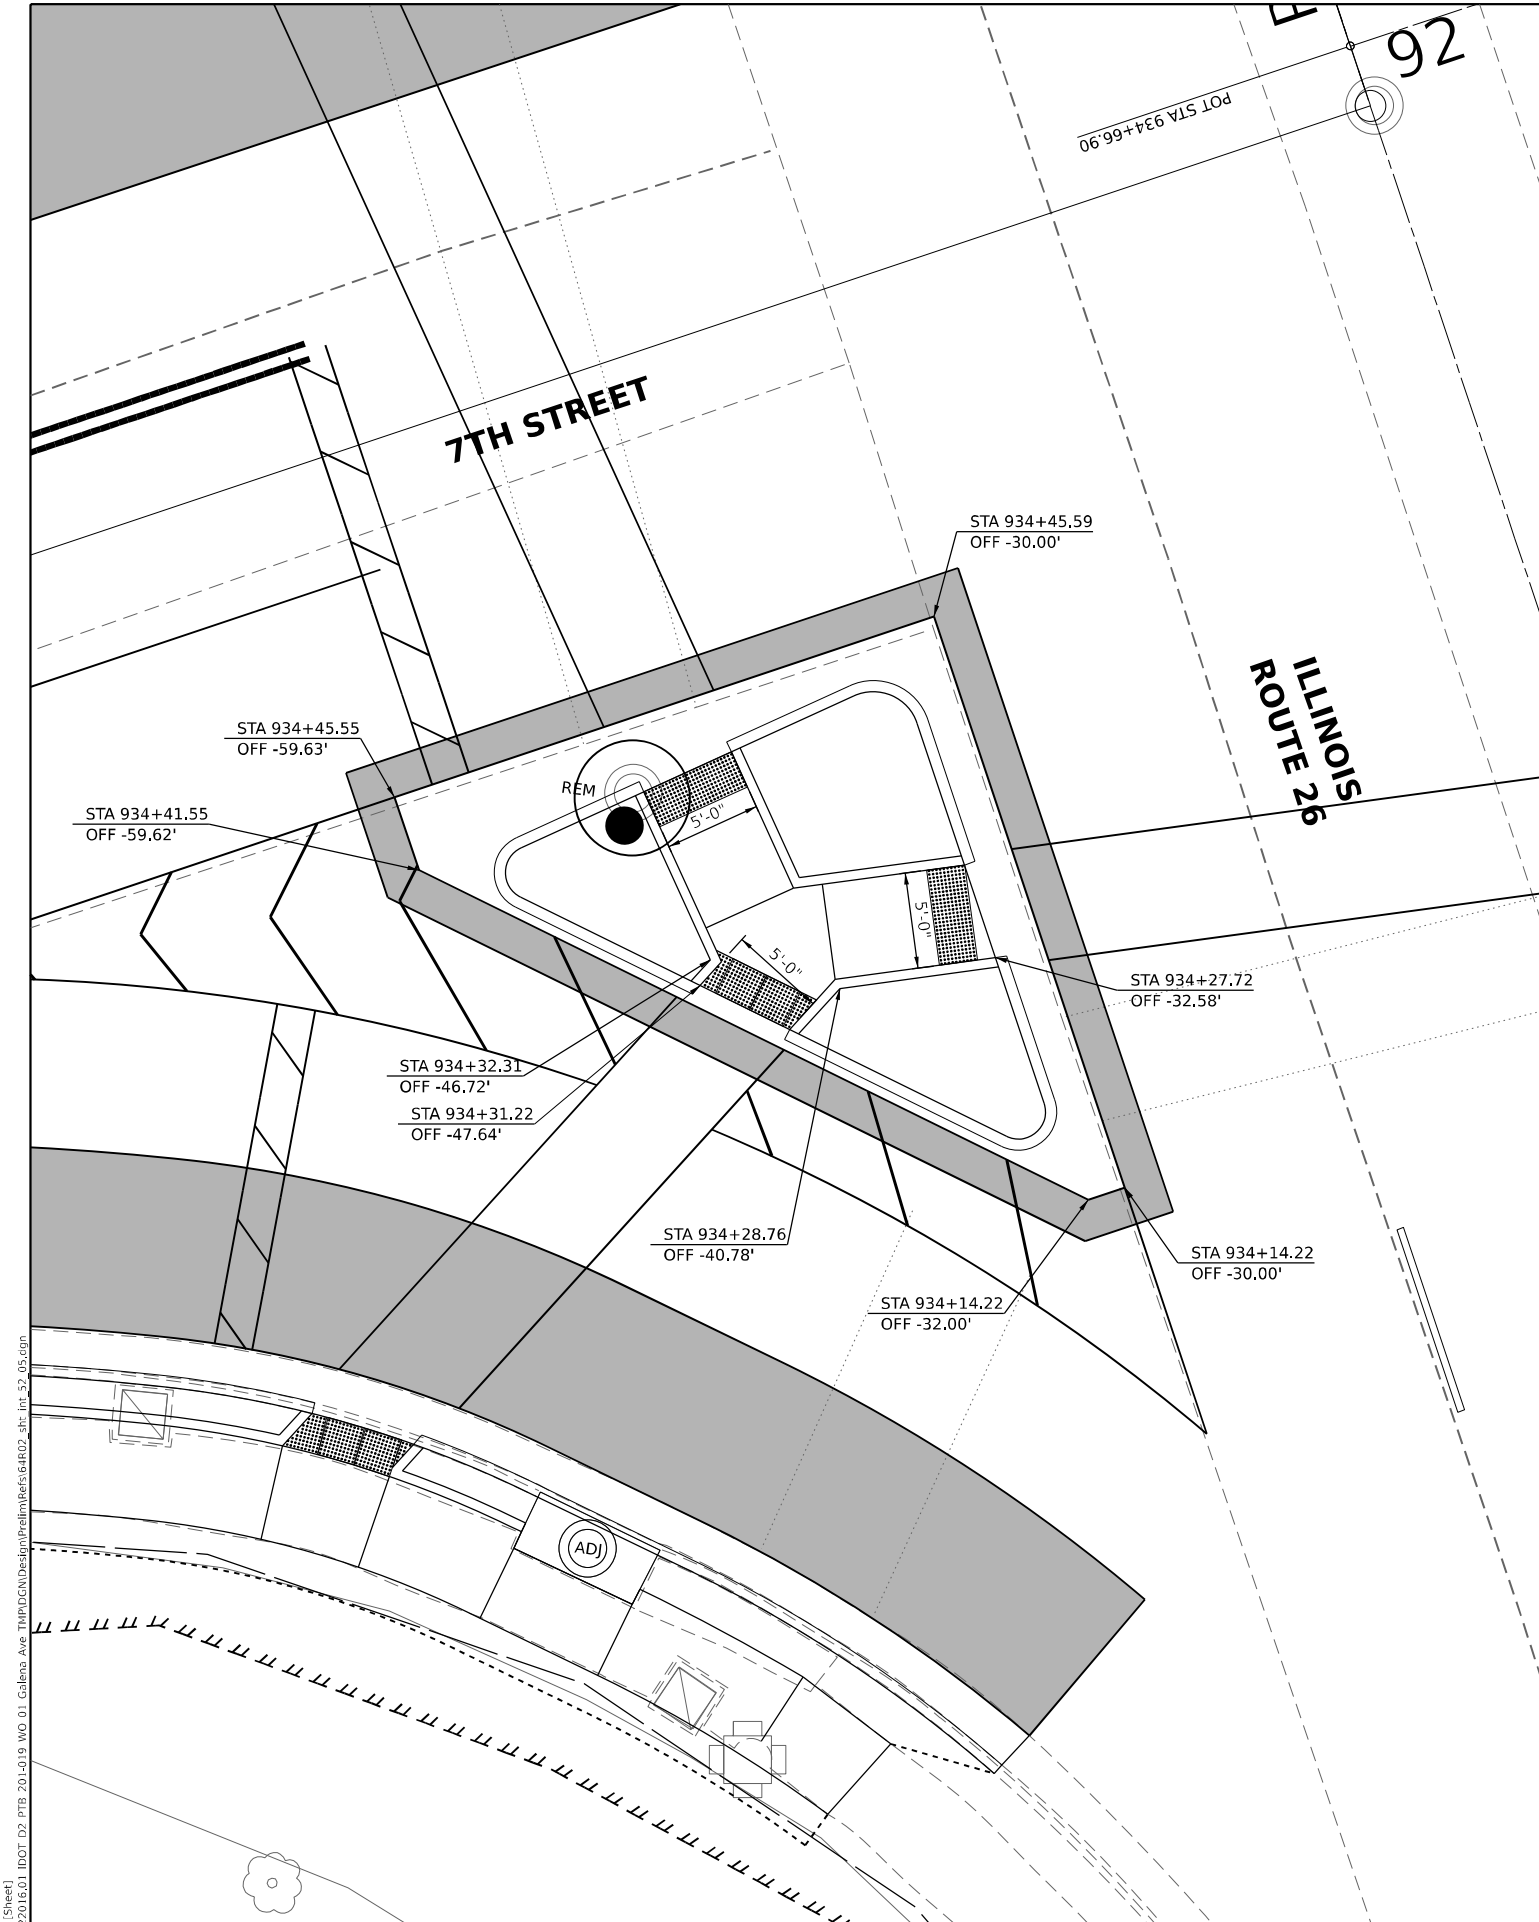 92
POT STA 934+66.90
7TH STREET
STA 934+45.59
OFF -30.00'
ILLINOIS
ROUTE 26
STA 934+45.55
OFF -59.63'
REM
5'-0"
STA 934+41.55
OFF -59.62'
5'-0"
5'-0"
STA 934+27.72
OFF -32.58'
STA 934+32.31
OFF -46.72'
STA 934+31.22
OFF -47.64'
STA 934+28.76
OFF -40.78'
STA 934+14.22
OFF -30.00'
STA 934+14.22
OFF -32.00'
ADJ
[Sheet]
22016.01 IDOT D2 PTB 201-019 WO 01 Galena Ave TMP\DGN\Design\Prelim\Refs\64R02_sht_int_52_05.dgn